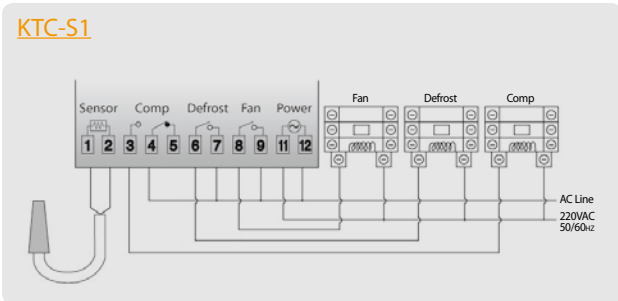 KTC-S1
Sensor Comp Defrost Fan Power
1 2 3 4 5 6 7 8 9 11 12
Fan Defrost Comp
AC Line
220VAC
50/60HZ